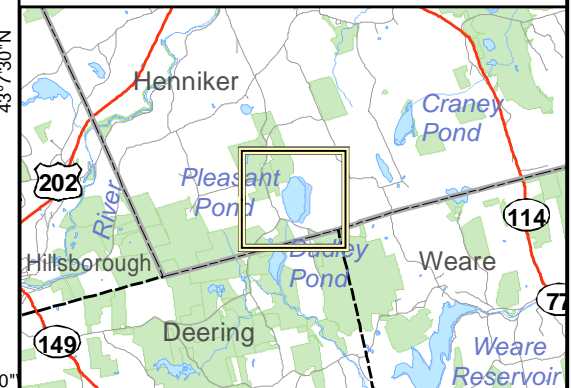 43°7'30"N
Henniker
Craney
Pond
202
Pleasant
Pond
River
114
Hillsborough
Dudley
Pond
Weare
77
149
Deering
Weare
Reservoir
0"